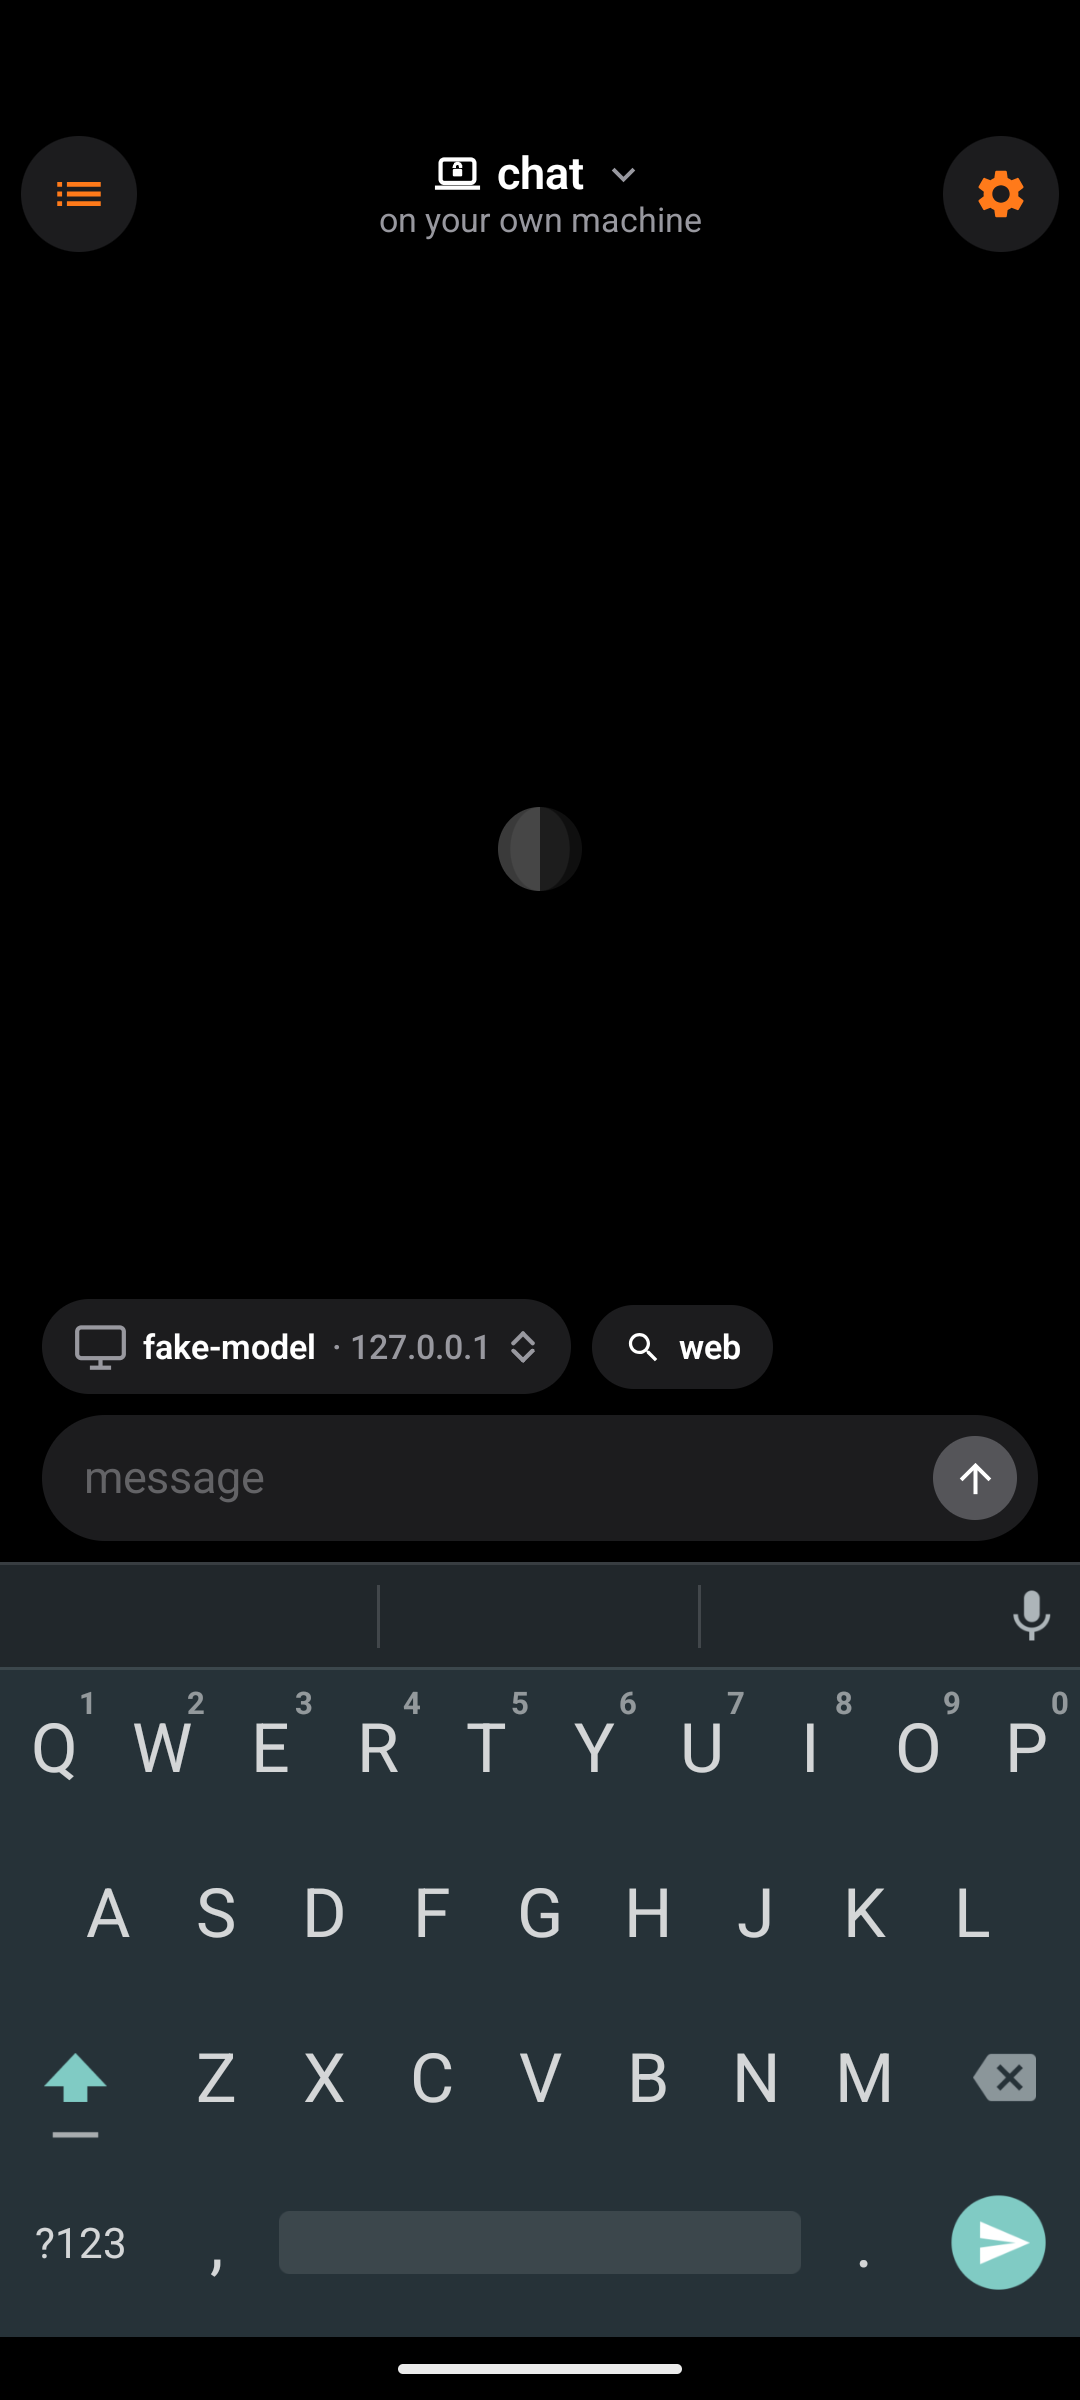 chat
on your own machine
fake-model · 127.0.0.1
web
message
1 2 3 4 5 6 7 8 9 0
Q W E R T Y U I O P
A S D F G H J K L
Z X C V B N M
?123 , .